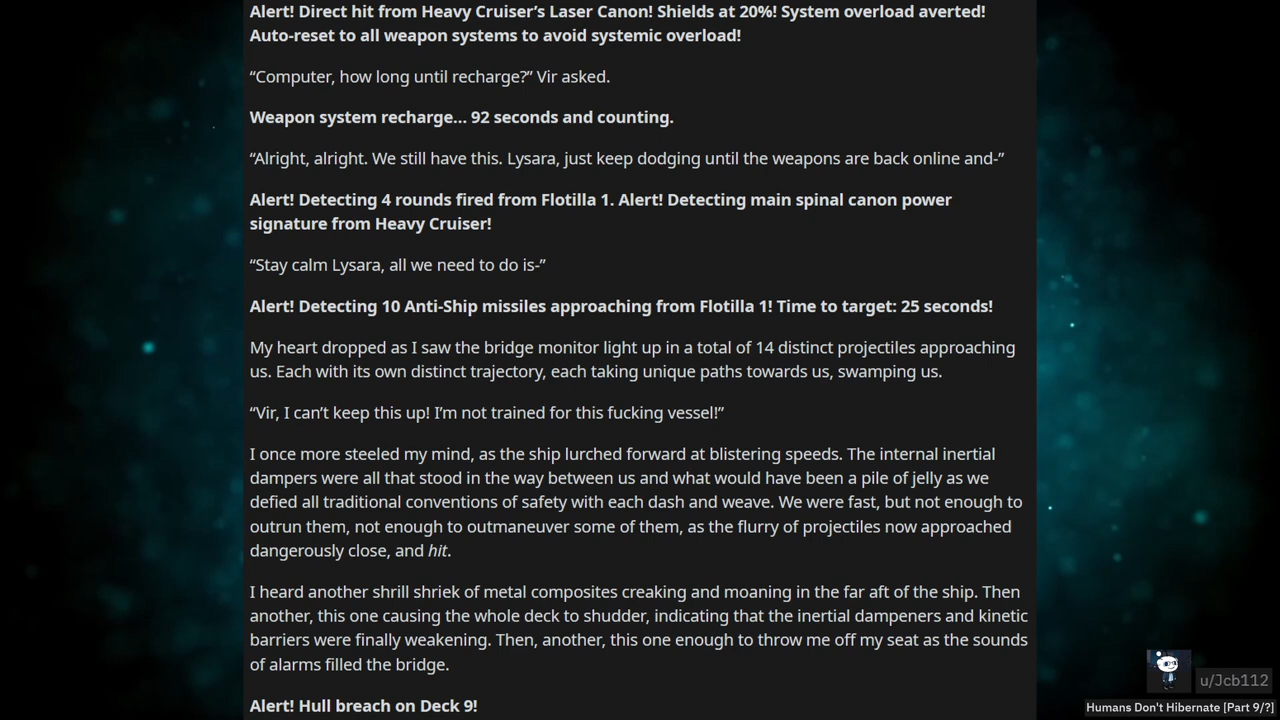 Alert! Direct hit from Heavy Cruiser’s Laser Canon! Shields at 20%! System overload averted!
Auto-reset to all weapon systems to avoid systemic overload!
“Computer, how long until recharge?” Vir asked.
Weapon system recharge... 92 seconds and counting.
“Alright, alright. We still have this. Lysara, just keep dodging until the weapons are back online and-”
Alert! Detecting 4 rounds fired from Flotilla 1. Alert! Detecting main spinal canon power
signature from Heavy Cruiser!
“Stay calm Lysara, all we need to do is-”
Alert! Detecting 10 Anti-Ship missiles approaching from Flotilla 1! Time to target: 25 seconds!
My heart dropped as I saw the bridge monitor light up in a total of 14 distinct projectiles approaching
us. Each with its own distinct trajectory, each taking unique paths towards us, swamping us.
“Vir, I can’t keep this up! I’m not trained for this fucking vessel!”
I once more steeled my mind, as the ship lurched forward at blistering speeds. The internal inertial
dampers were all that stood in the way between us and what would have been a pile of jelly as we
defied all traditional conventions of safety with each dash and weave. We were fast, but not enough to
outrun them, not enough to outmaneuver some of them, as the flurry of projectiles now approached
dangerously close, and hit.
I heard another shrill shriek of metal composites creaking and moaning in the far aft of the ship. Then
another, this one causing the whole deck to shudder, indicating that the inertial dampeners and kinetic
barriers were finally weakening. Then, another, this one enough to throw me off my seat as the sounds
of alarms filled the bridge.
Alert! Hull breach on Deck 9!
u/Jcb112
Humans Don't Hibernate [Part 9/?]